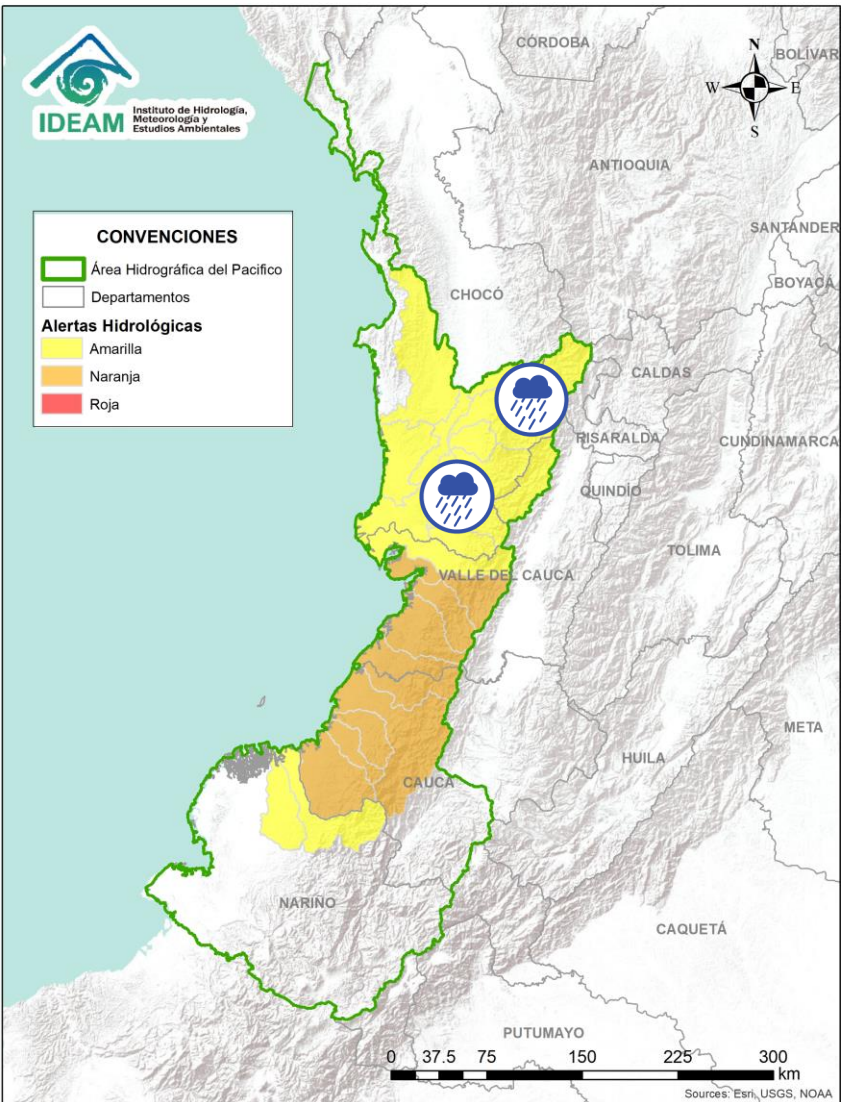 IDEAM
Instituto de Hidrología,
Meteorología y
Estudios Ambientales
CÓRDOBA
N
BOLIVAR
W
E
S
ANTIOQUIA
CONVENCIONES
Área Hidrográfica del Pacifico
Departamentos
Alertas Hidrológicas
Amarilla
Naranja
Roja
SANTANDER
BOYACÁ
CHOCÓ
CALDAS
RISARALDA
CUNDINAMARCA
QUINDÍO
TOLIMA
VALLE DEL CAUCA
META
HUILA
CAUCA
NARIÑO
CAQUETÁ
PUTUMAYO
0 37.5 75 150 225 300
km
Sources: Esri, USGS, NOAA